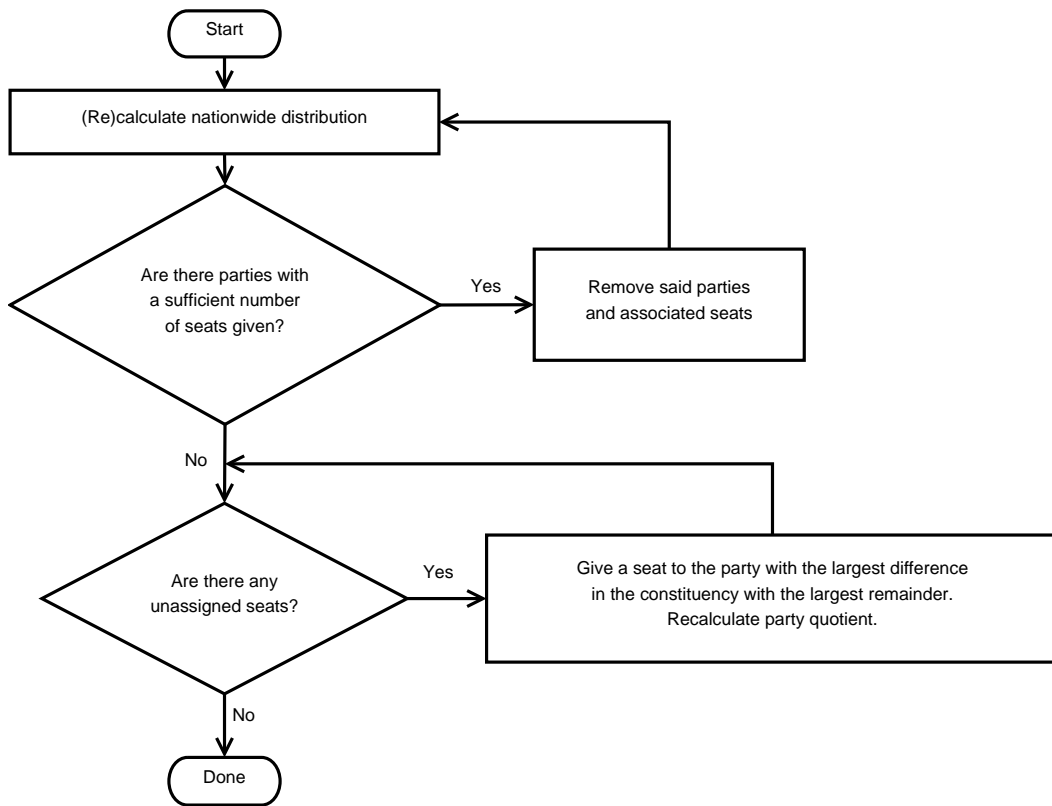 Start
(Re)calculate nationwide distribution
Are there parties with
a sufficient number
of seats given?
Yes
Remove said parties
and associated seats
No
Are there any
unassigned seats?
Yes
Give a seat to the party with the largest difference
in the constituency with the largest remainder.
Recalculate party quotient.
No
Done